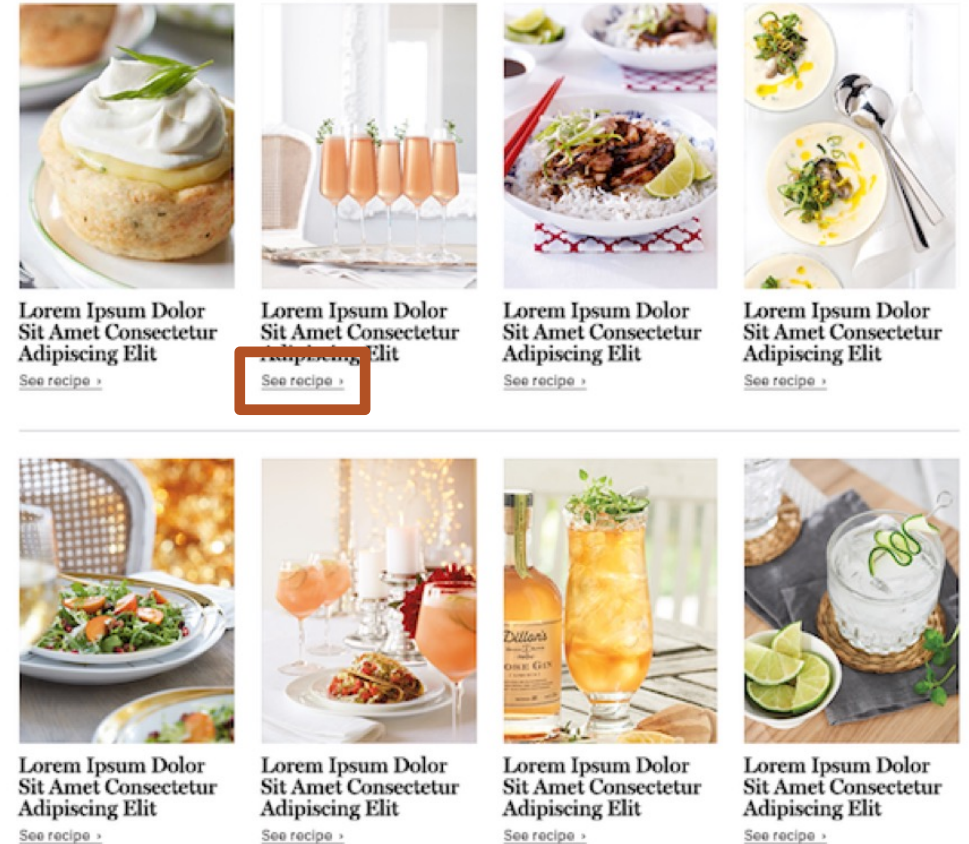 Lorem Ipsum Dolor
Sit Amet Consectetur
Adipiscing Elit
See recipe ›
Lorem Ipsum Dolor
Sit Amet Consectetur
Adipiscing Elit
See recipe ›
Lorem Ipsum Dolor
Sit Amet Consectetur
Adipiscing Elit
See recipe ›
Lorem Ipsum Dolor
Sit Amet Consectetur
Adipiscing Elit
See recipe ›
Dillon's
Lorem Ipsum Dolor
Sit Amet Consectetur
Adipiscing Elit
See recipe ›
Lorem Ipsum Dolor
Sit Amet Consectetur
Adipiscing Elit
See recipe ›
Lorem Ipsum Dolor
Sit Amet Consectetur
Adipiscing Elit
See recipe ›
Lorem Ipsum Dolor
Sit Amet Consectetur
Adipiscing Elit
See recipe ›